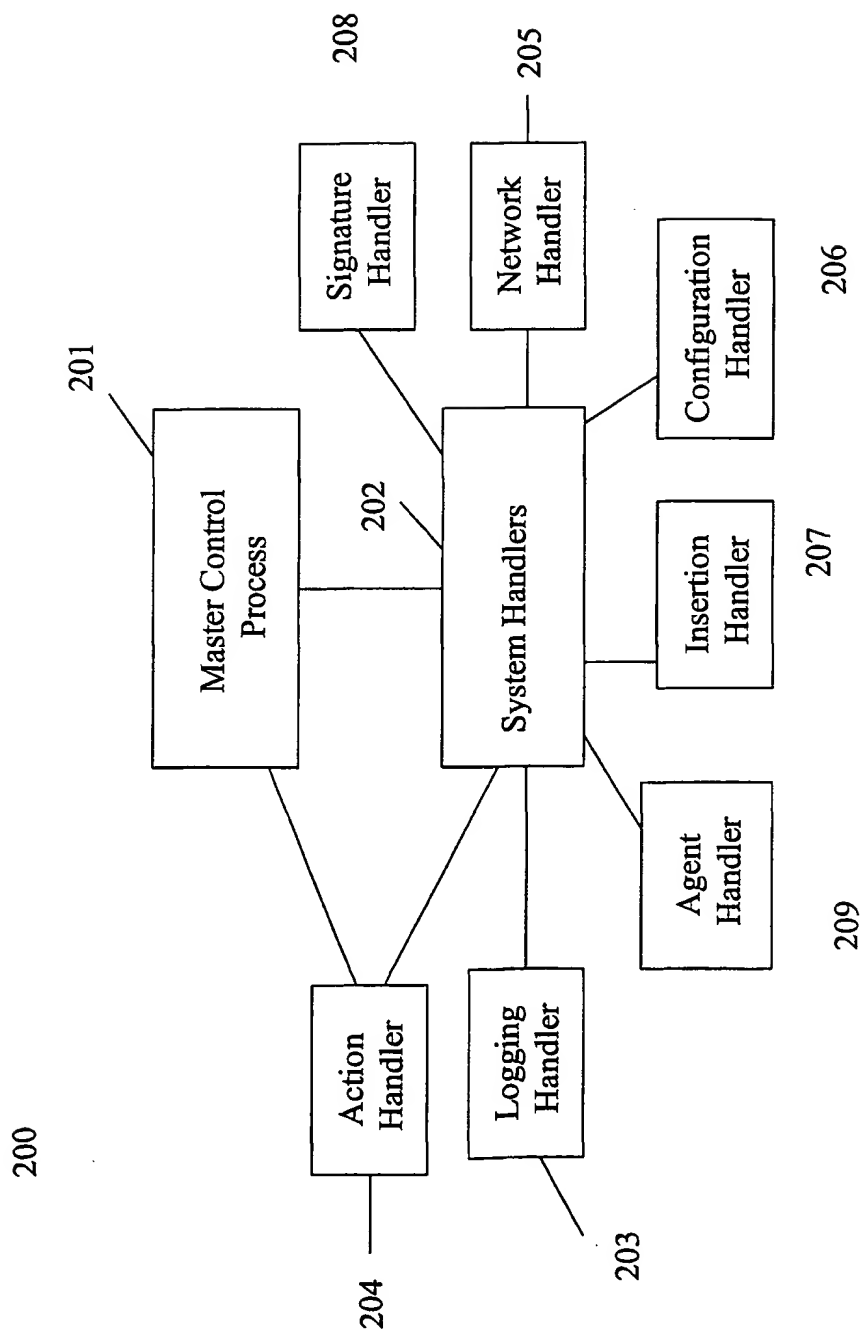 200
201
Master Control
Process
208
Signature
Handler
204
Action
Handler
202
System Handlers
205
Network
Handler
203
Logging
Handler
209
Agent
Handler
207
Insertion
Handler
206
Configuration
Handler